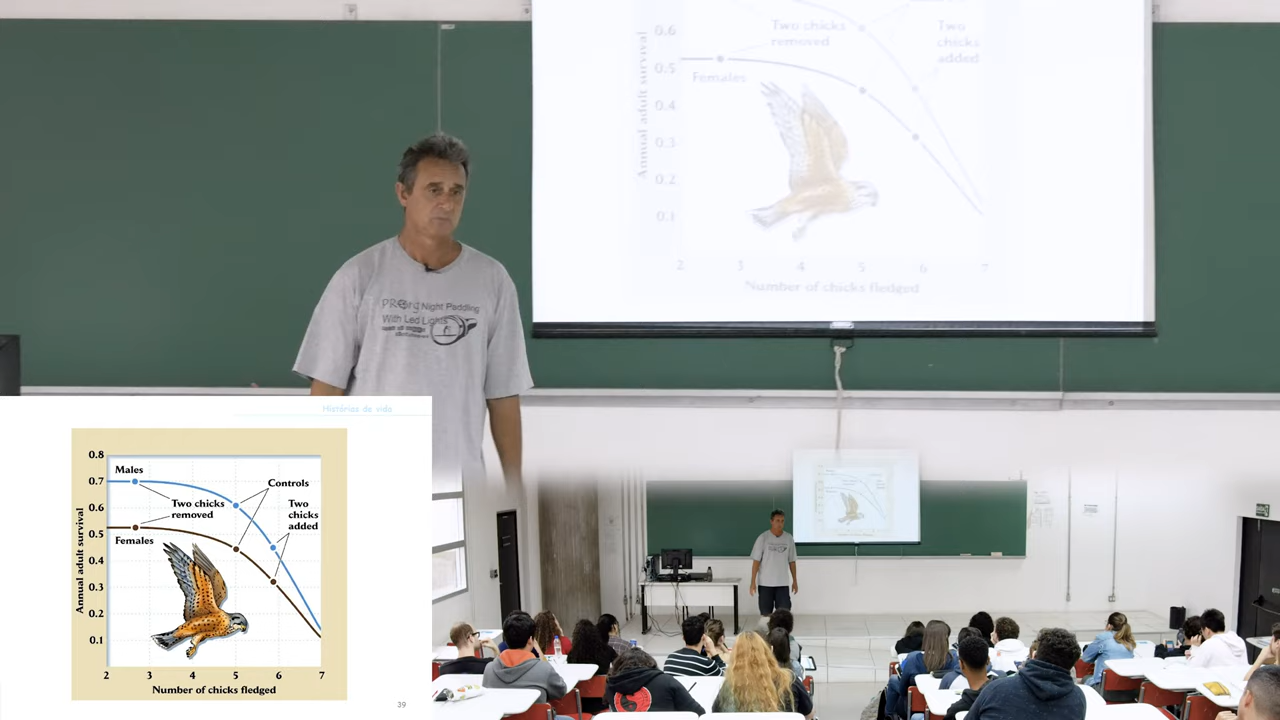 0.6
Two chicks
removed
Two
chicks
added
0.5
Females
0.4
0.3
0.2
0.1
Annual adult survival
2 3 4 5 6 7
Number of chicks fledged
PRorg Night Paddling
With Led Lights
Histórias de vida
0.8
Males
0.7
Controls
Two chicks
removed
Two
chicks
added
0.6
0.5
Females
0.4
0.3
0.2
0.1
Annual adult survival
2 3 4 5 6 7
Number of chicks fledged
39